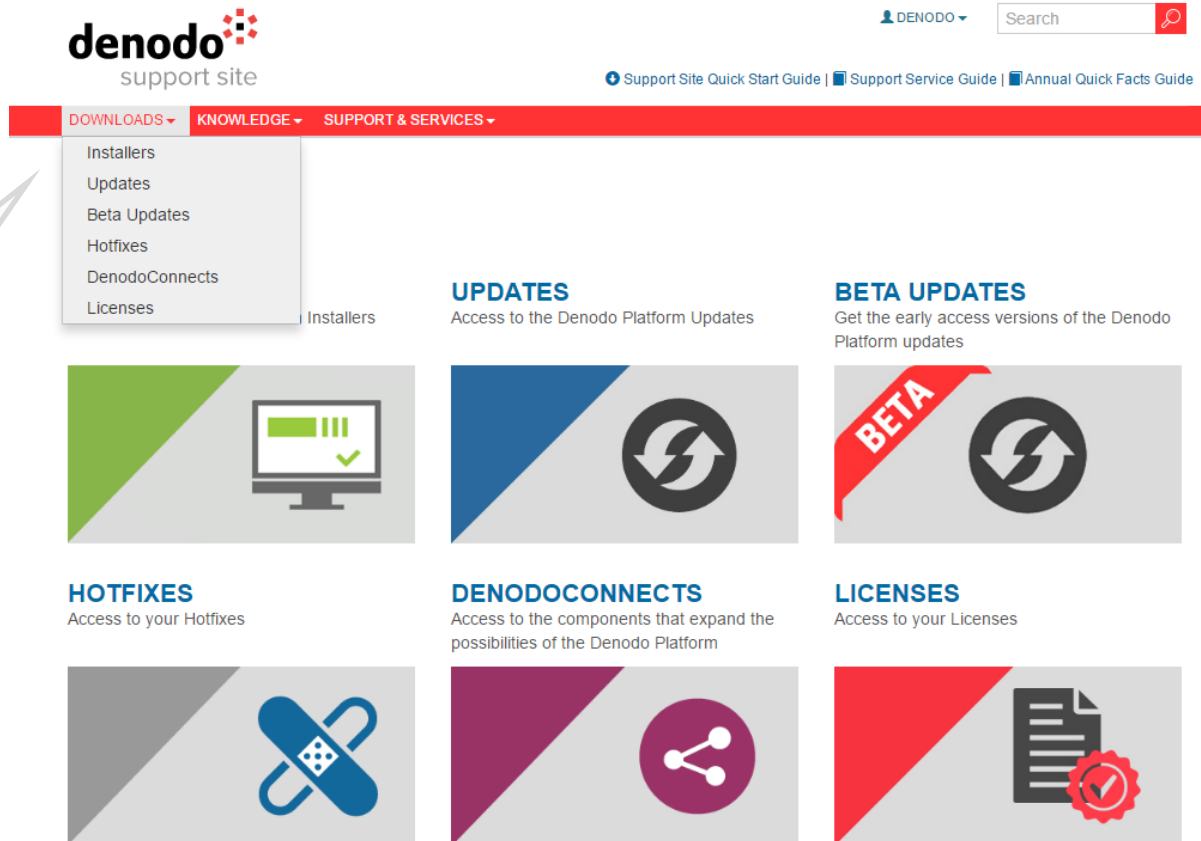 denodo
support site
DENODO
Search
Support Site Quick Start Guide | Support Service Guide | Annual Quick Facts Guide
DOWNLOADS KNOWLEDGE SUPPORT & SERVICES
Installers
Updates
Beta Updates
Hotfixes
DenodoConnects
Licenses
Installers
UPDATES
Access to the Denodo Platform Updates
BETA UPDATES
Get the early access versions of the Denodo
Platform updates
BETA
HOTFIXES
Access to your Hotfixes
DENODOCONNECTS
Access to the components that expand the
possibilities of the Denodo Platform
LICENSES
Access to your Licenses